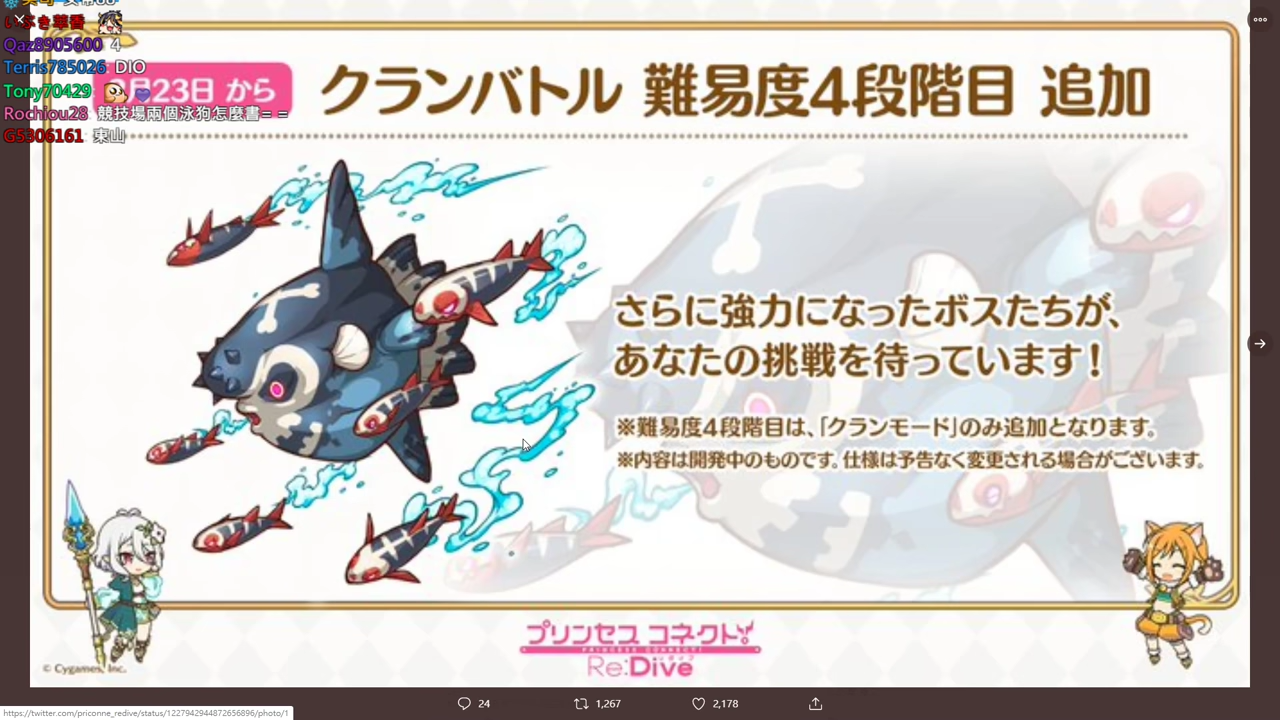 いぶき華香
Qaz8905600 4
Terris785026 DIO
Tony70429
Rochiou28 競技場兩個泳狗怎麼書= =
G5306161 東山
月23日 から
クランバトル 難易度4段階目 追加
さらに強力になったボスたちが、
あなたの挑戦を待っています!
※難易度4段階目は、「クランモード」のみ追加となります。
※内容は開発中のものです。仕様は予告なく変更される場合がございます。
プリンセス コネクト!
PRINCESS CONNECT!
Re:Dive
© Cygames, Inc.
24 1,267 2,178
https://twitter.com/priconne_redive/status/1227942944872656896/photo/1